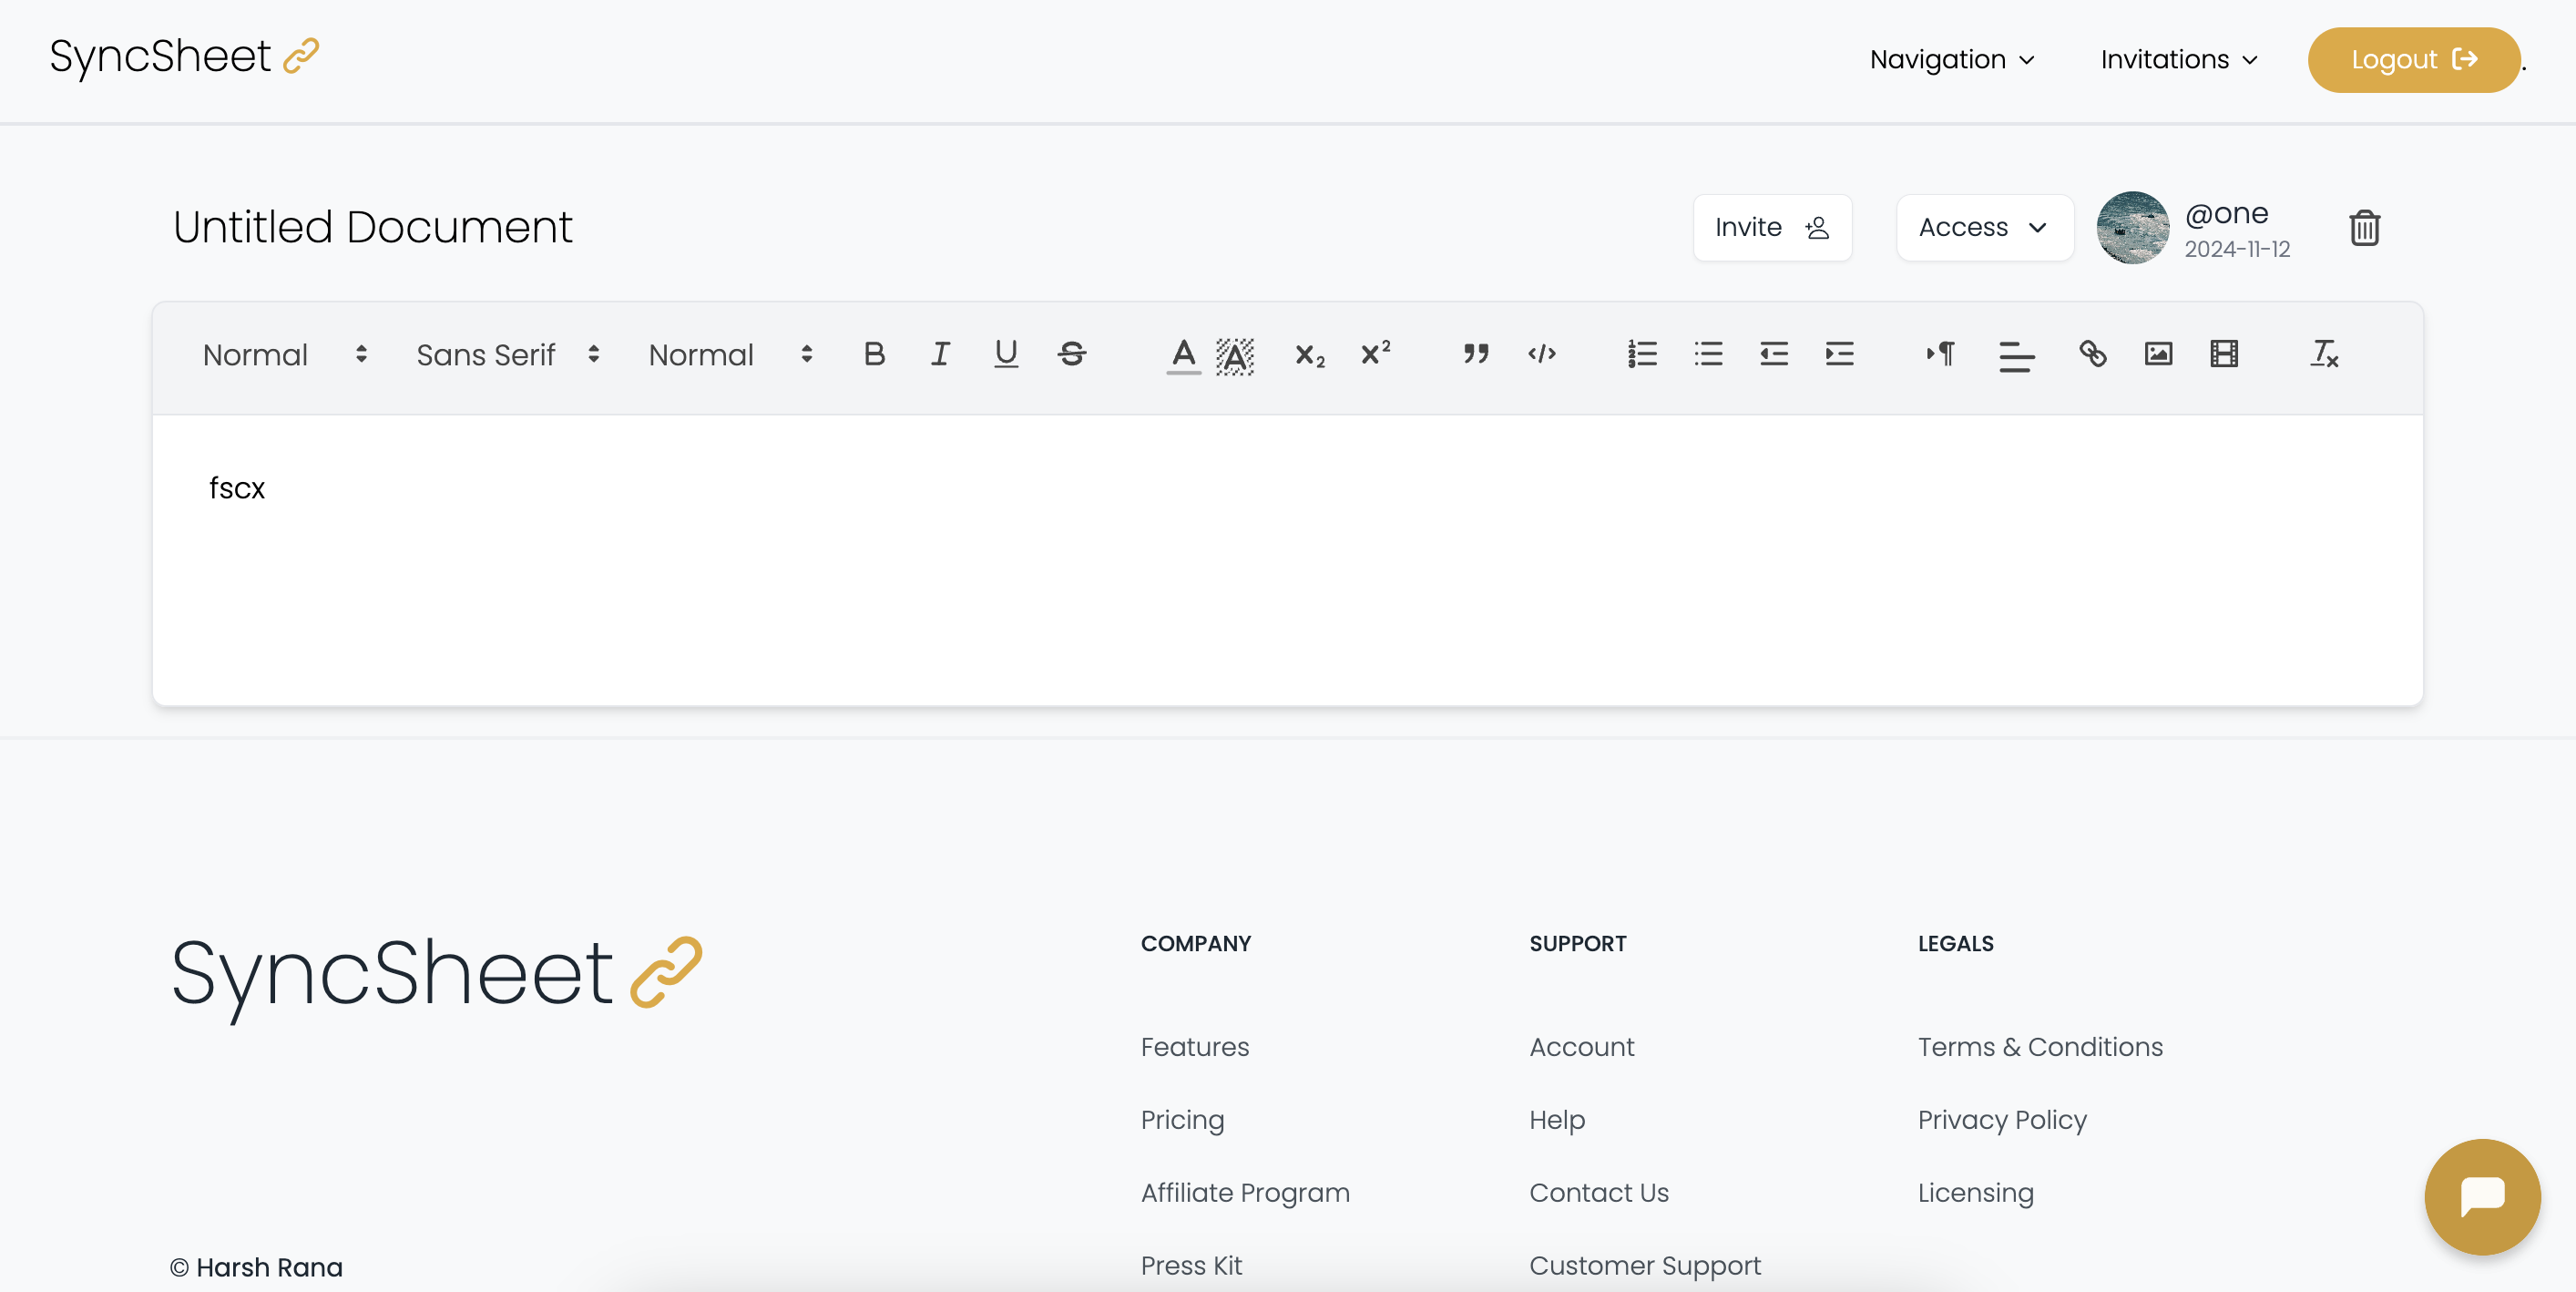 SyncSheet
Navigation
Invitations
Logout
.
Untitled Document
Invite
Access
@one
2024-11-12
Normal
Sans Serif
Normal
fscx
SyncSheet
COMPANY
Features
Pricing
Affiliate Program
Press Kit
SUPPORT
Account
Help
Contact Us
Customer Support
LEGALS
Terms & Conditions
Privacy Policy
Licensing
© Harsh Rana